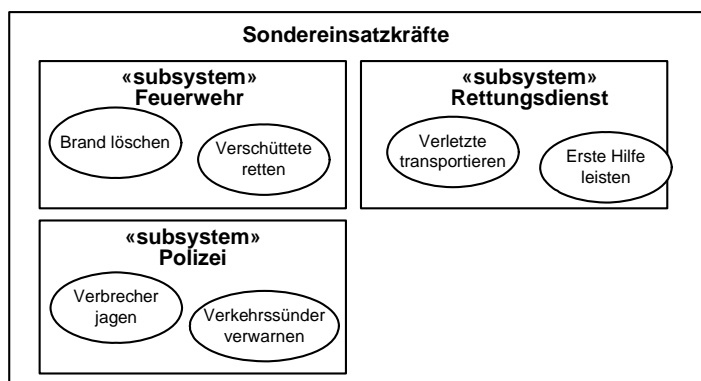 Sondereinsatzkräfte
«subsystem»
Feuerwehr
Brand löschen
Verschüttete
retten
«subsystem»
Rettungsdienst
Verletzte
transportieren
Erste Hilfe
leisten
«subsystem»
Polizei
Verbrecher
jagen
Verkehrssünder
verwarnen